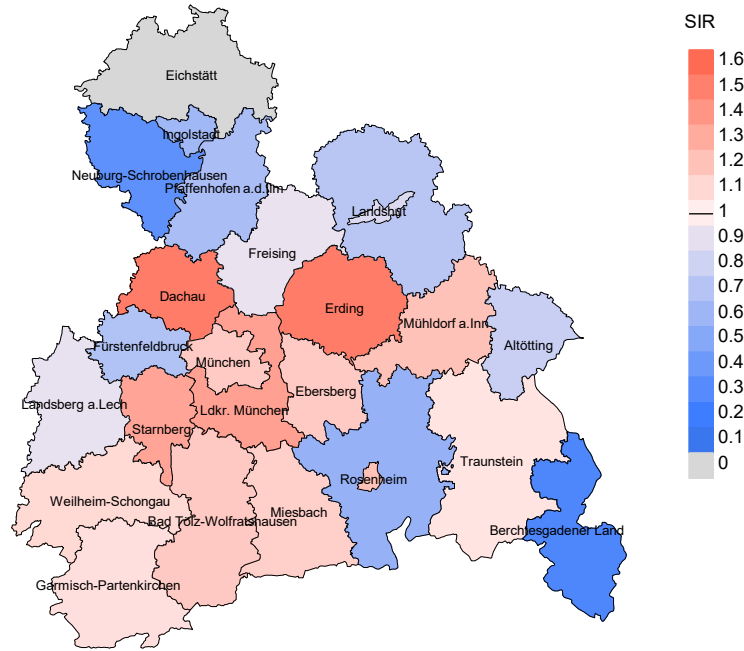 SIR
1.6
1.5
1.4
1.3
1.2
1.1
1
0.9
0.8
0.7
0.6
0.5
0.4
0.3
0.2
0.1
0
Eichstätt
Ingolstadt
Neuburg-Schrobenhausen
Pfaffenhofen a.d.Ilm
Landshut
Freising
Dachau
Erding
Mühldorf a.Inn
Fürstenfeldbruck
Altötting
München
Ebersberg
Landsberg a.Lech
Ldkr. München
Starnberg
Traunstein
Rosenheim
Weilheim-Schongau
Miesbach
Bad Tölz-Wolfratshausen
Berchtesgadener Land
Garmisch-Partenkirchen